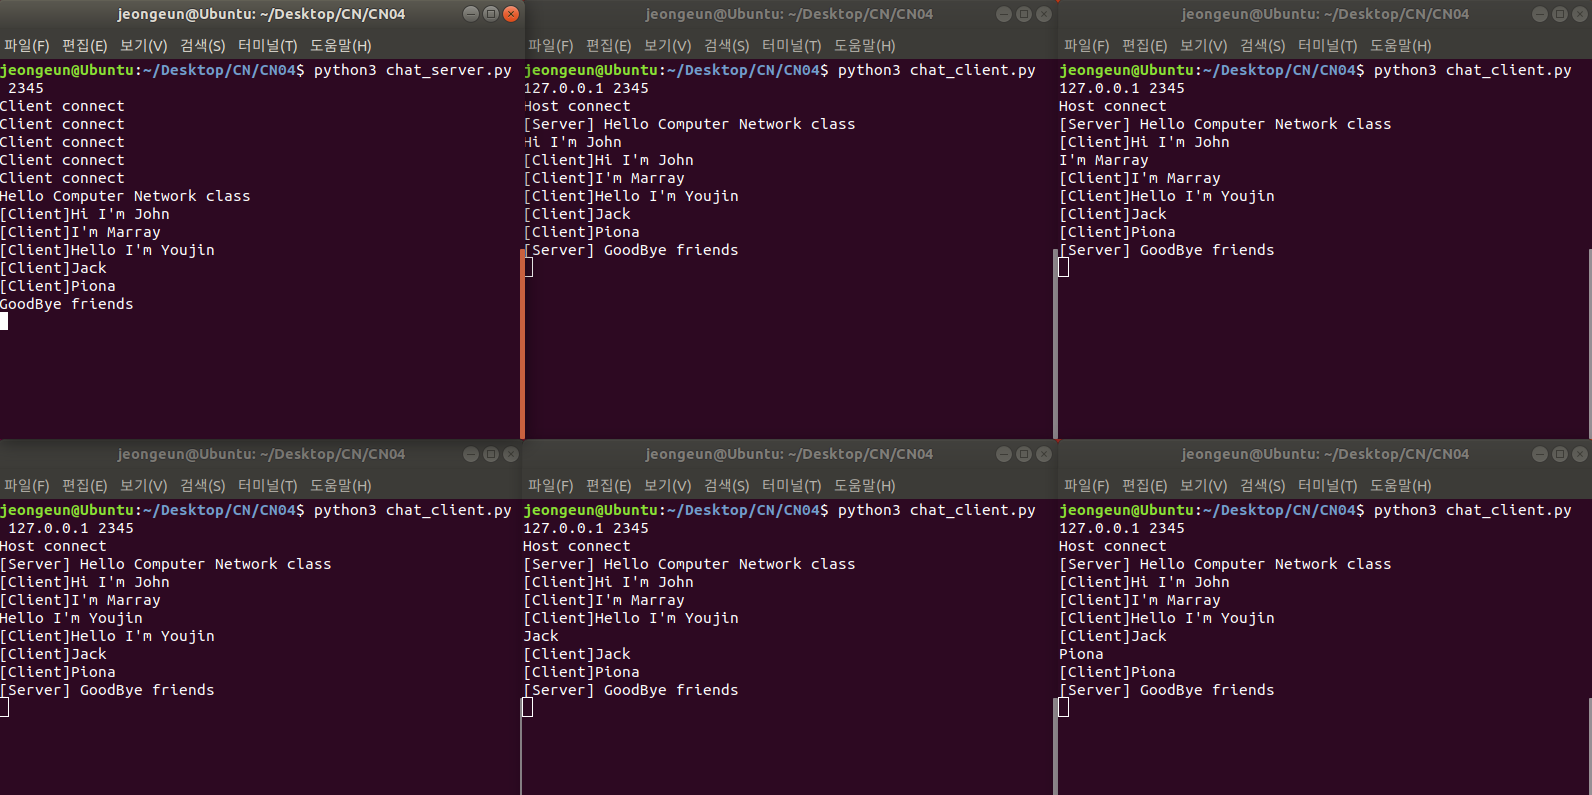 jeongeun@Ubuntu: ~/Desktop/CN/CN04
파일(F) 편집(E) 보기(V) 검색(S) 터미널(T) 도움말(H)
jeongeun@Ubuntu:~/Desktop/CN/CN04$ python3 chat_server.py
2345
Client connect
Client connect
Client connect
Client connect
Client connect
Hello Computer Network class
[Client]Hi I'm John
[Client]I'm Marray
[Client]Hello I'm Youjin
[Client]Jack
[Client]Piona
GoodBye friends
jeongeun@Ubuntu: ~/Desktop/CN/CN04
파일(F) 편집(E) 보기(V) 검색(S) 터미널(T) 도움말(H)
jeongeun@Ubuntu:~/Desktop/CN/CN04$ python3 chat_client.py
127.0.0.1 2345
Host connect
[Server] Hello Computer Network class
Hi I'm John
[Client]Hi I'm John
[Client]I'm Marray
[Client]Hello I'm Youjin
[Client]Jack
[Client]Piona
[Server] GoodBye friends
jeongeun@Ubuntu: ~/Desktop/CN/CN04
파일(F) 편집(E) 보기(V) 검색(S) 터미널(T) 도움말(H)
jeongeun@Ubuntu:~/Desktop/CN/CN04$ python3 chat_client.py
127.0.0.1 2345
Host connect
[Server] Hello Computer Network class
[Client]Hi I'm John
I'm Marray
[Client]I'm Marray
[Client]Hello I'm Youjin
[Client]Jack
[Client]Piona
[Server] GoodBye friends
jeongeun@Ubuntu: ~/Desktop/CN/CN04
파일(F) 편집(E) 보기(V) 검색(S) 터미널(T) 도움말(H)
jeongeun@Ubuntu:~/Desktop/CN/CN04$ python3 chat_client.py
127.0.0.1 2345
Host connect
[Server] Hello Computer Network class
[Client]Hi I'm John
[Client]I'm Marray
Hello I'm Youjin
[Client]Hello I'm Youjin
[Client]Jack
[Client]Piona
[Server] GoodBye friends
jeongeun@Ubuntu: ~/Desktop/CN/CN04
파일(F) 편집(E) 보기(V) 검색(S) 터미널(T) 도움말(H)
jeongeun@Ubuntu:~/Desktop/CN/CN04$ python3 chat_client.py
127.0.0.1 2345
Host connect
[Server] Hello Computer Network class
[Client]Hi I'm John
[Client]I'm Marray
[Client]Hello I'm Youjin
Jack
[Client]Jack
[Client]Piona
[Server] GoodBye friends
jeongeun@Ubuntu: ~/Desktop/CN/CN04
파일(F) 편집(E) 보기(V) 검색(S) 터미널(T) 도움말(H)
jeongeun@Ubuntu:~/Desktop/CN/CN04$ python3 chat_client.py
127.0.0.1 2345
Host connect
[Server] Hello Computer Network class
[Client]Hi I'm John
[Client]I'm Marray
[Client]Hello I'm Youjin
[Client]Jack
Piona
[Client]Piona
[Server] GoodBye friends